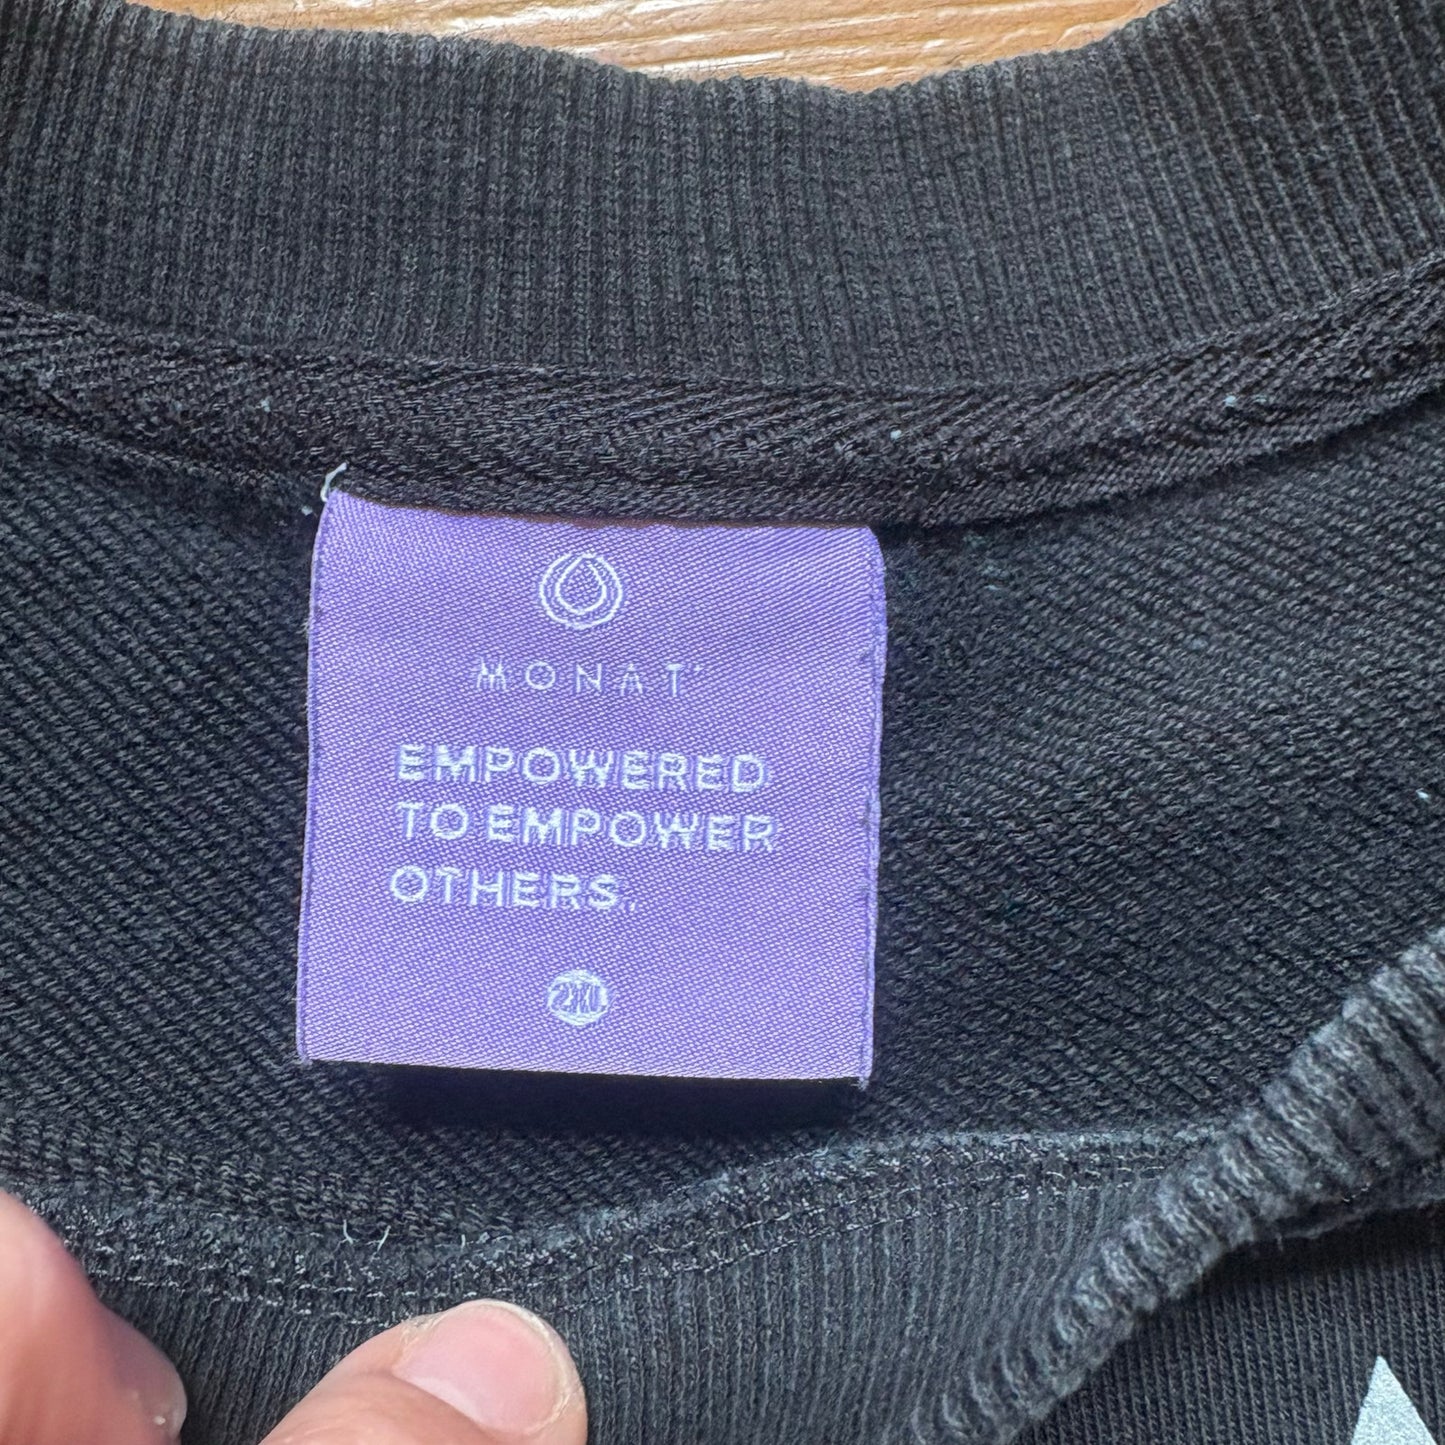 MONAT
EMPOWERED
TO EMPOWER
OTHERS.
2XL